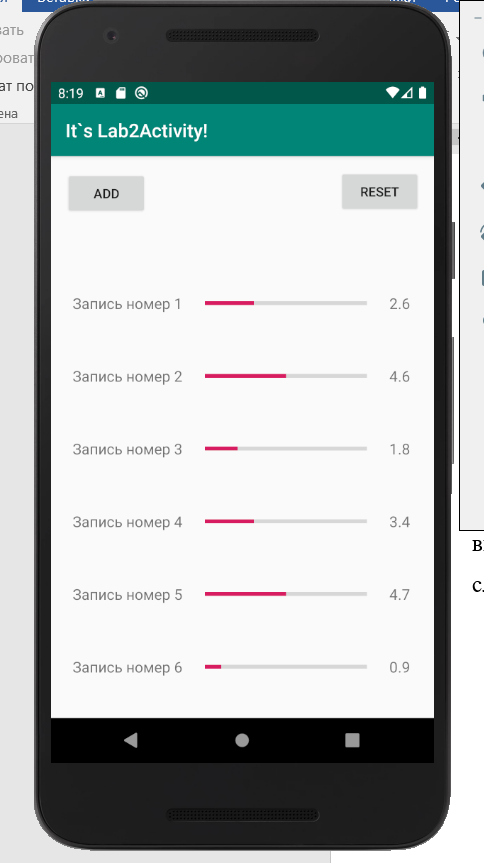 8:19
It`s Lab2Activity!
ADD
RESET
Запись номер 1 2.6
Запись номер 2 4.6
Запись номер 3 1.8
Запись номер 4 3.4
Запись номер 5 4.7
Запись номер 6 0.9